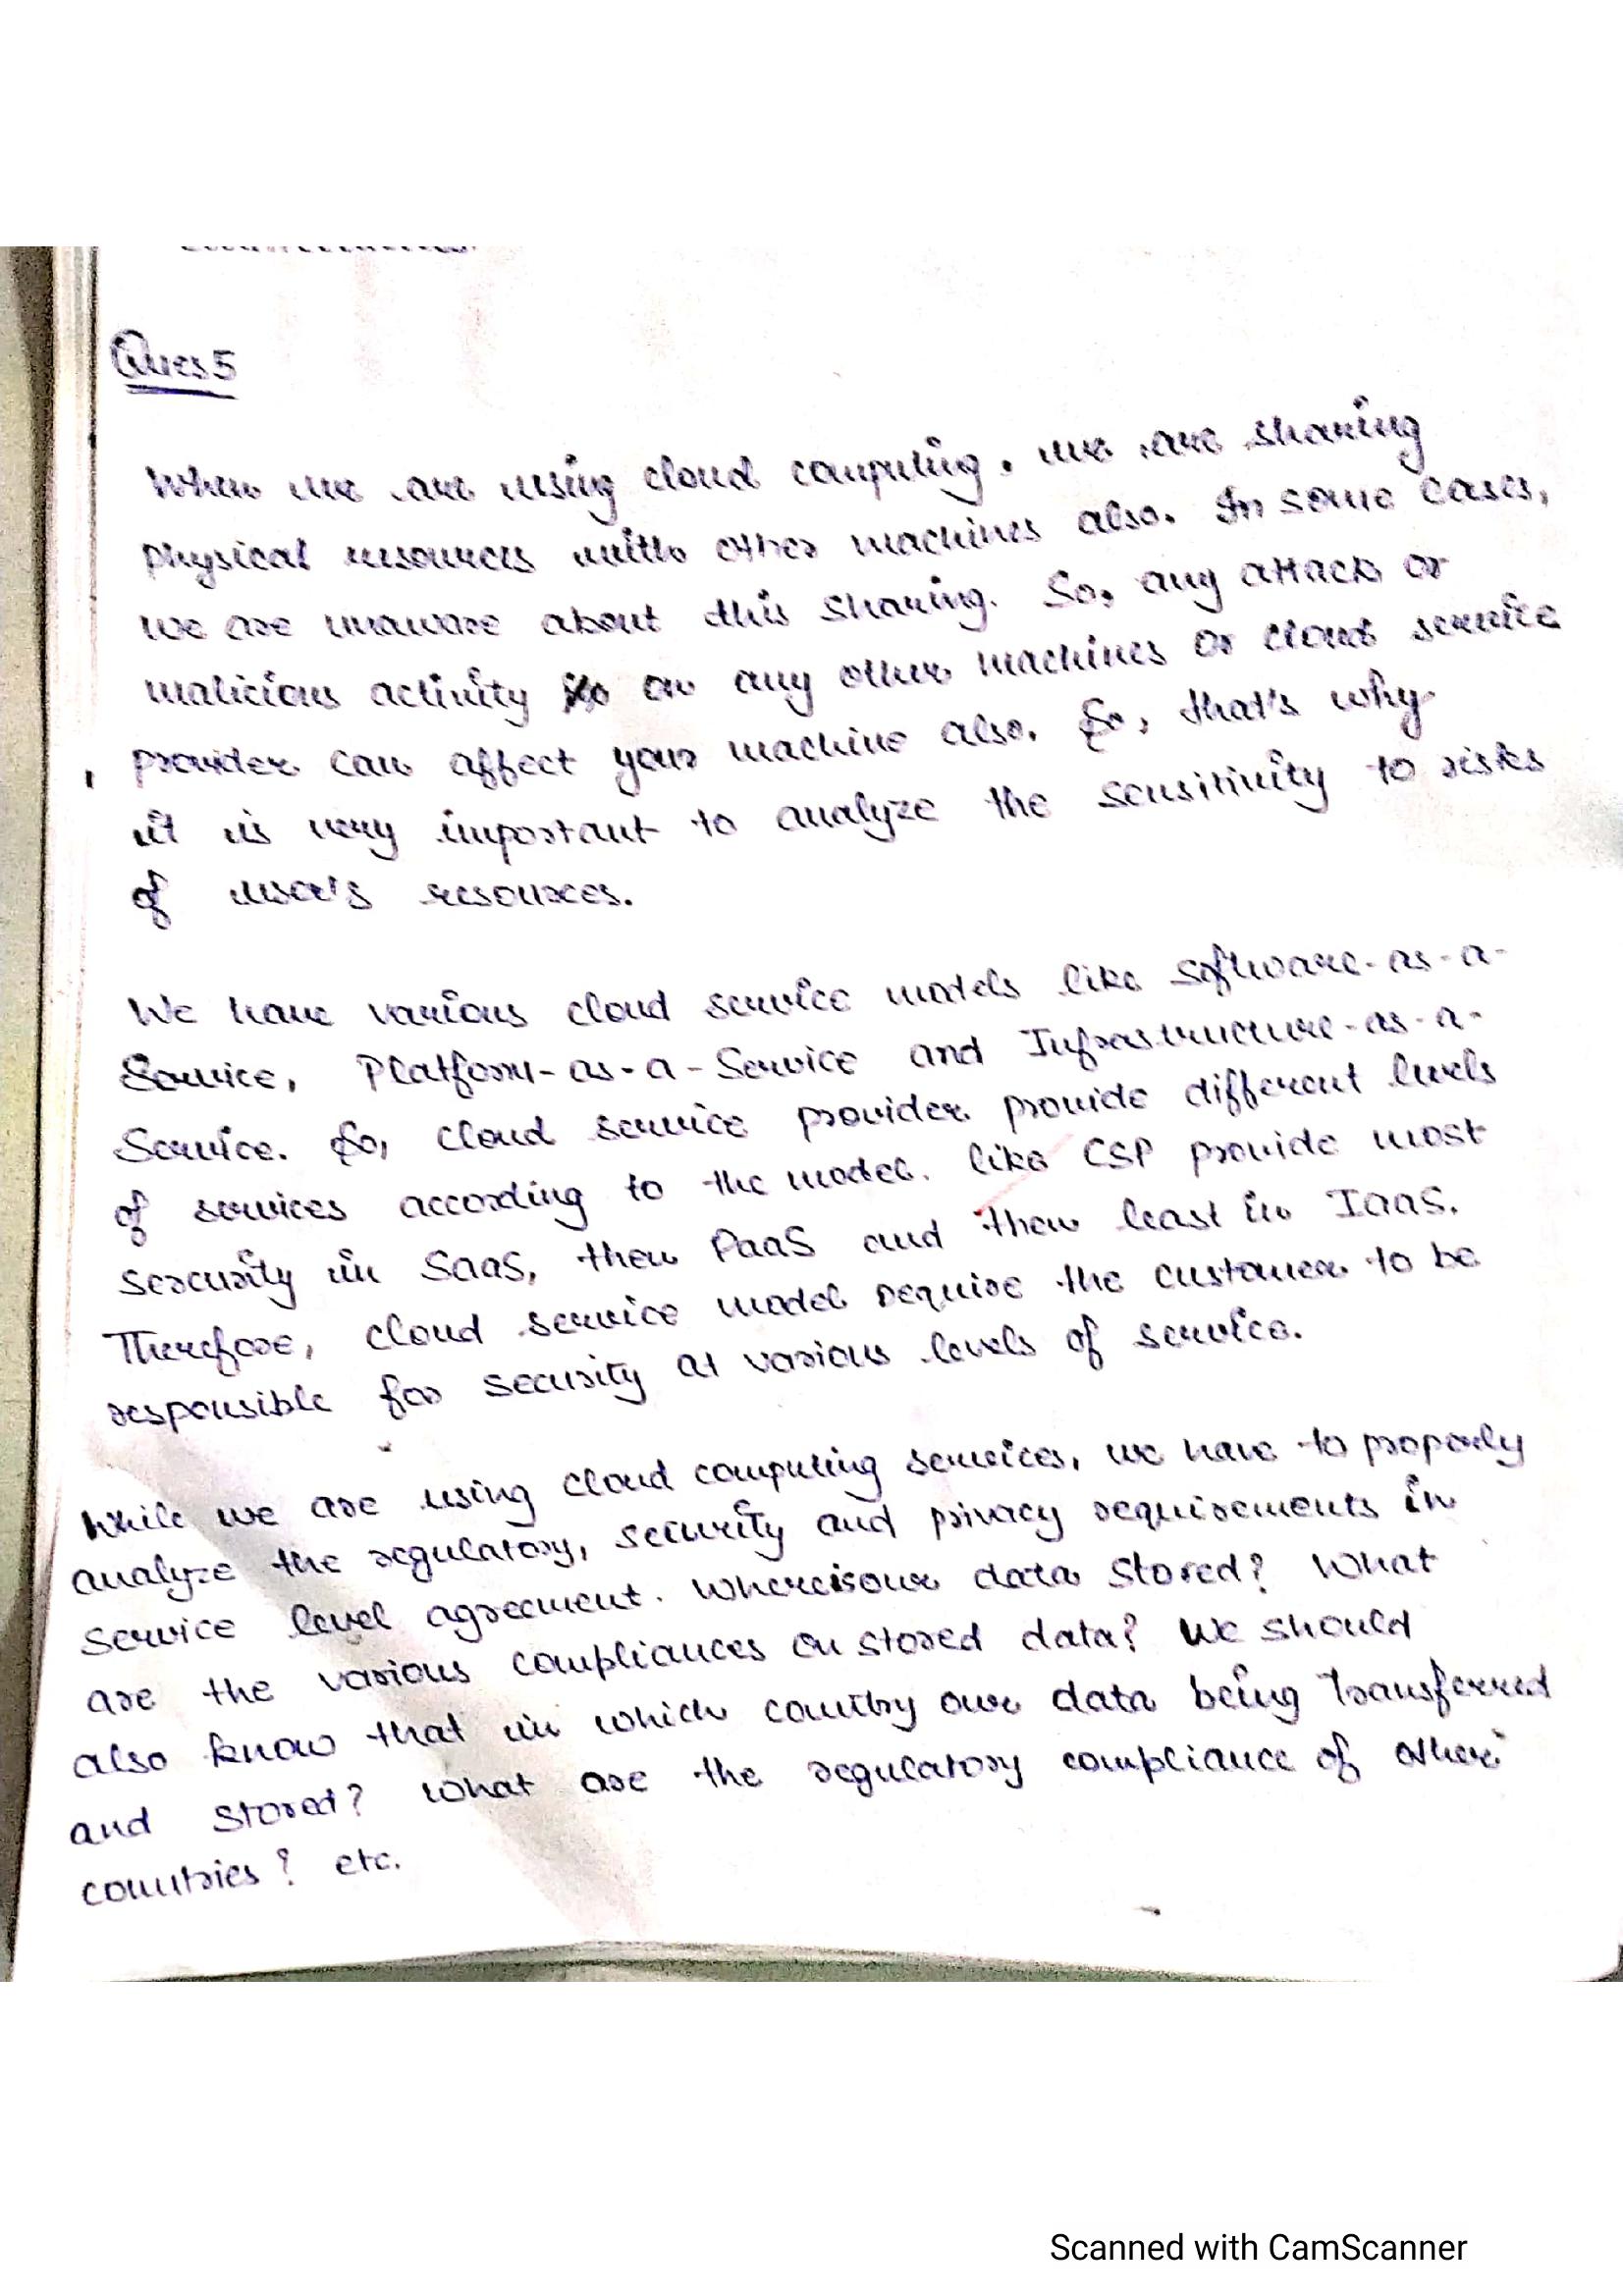 Ques 5
When we are using cloud computing. we are sharing
physical resources with other machines also. In some cases,
we are unaware about this sharing. So, any attack or
malicious activity on any other machines or cloud service
provider can affect your machine also. So, that's why
it is very important to analyze the sensitivity to risks
of user's resources.
We have various cloud service models like Software-as-a-
Service, Platform-as-a-Service and Infrastructure-as-a-
Service. So, cloud service provider provide different levels
of services according to the model. like CSP provide most
sercurity in SaaS, then PaaS and then least in IaaS.
Therefore, cloud service model require the customer to be
responsible for security at various levels of service.
While we are using cloud computing services, we have to properly
analyze the regulatory, security and privacy requirements in
service level agreement. Where is our data stored? What
are the various compliances on stored data? We should
also know that in which country our data being transferred
and stored? What are the regulatory compliance of other
countries? etc.
Scanned with CamScanner